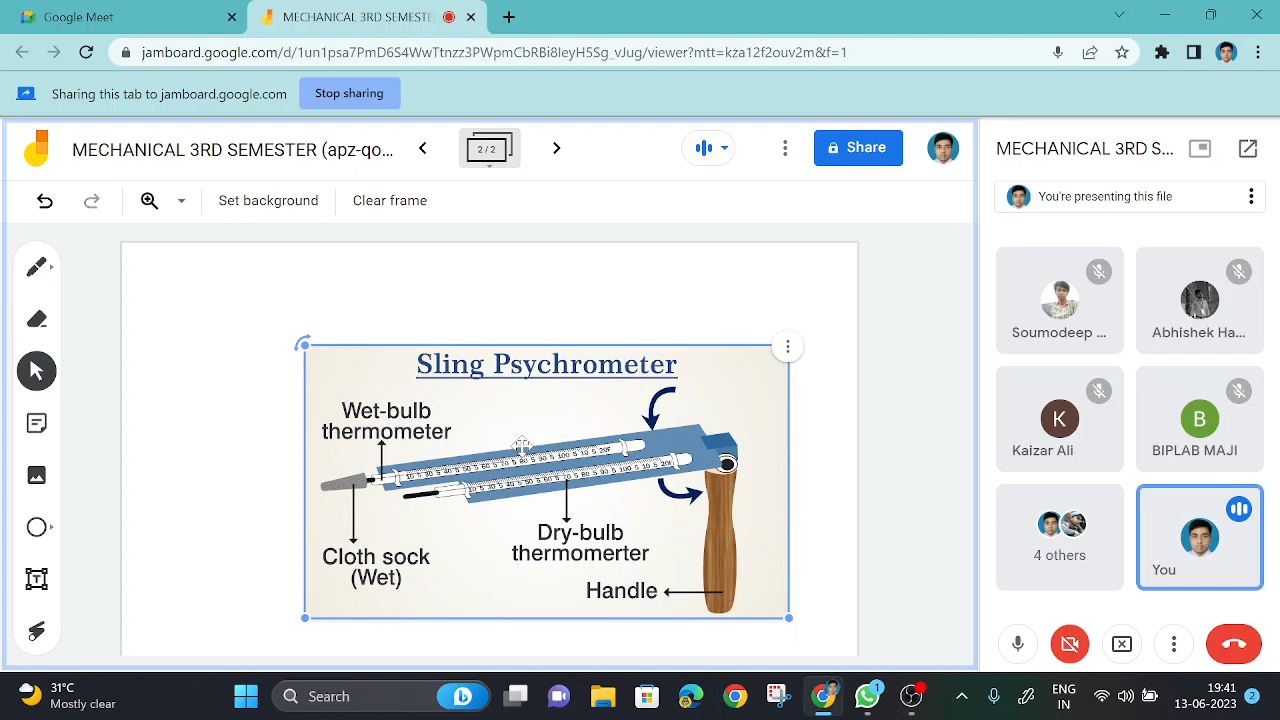 Google Meet
MECHANICAL 3RD SEMESTE
jamboard.google.com/d/1un1psa7PmD6S4WwTtnzz3PWpmCbRBi8leyH5Sg_vJug/viewer?mtt=kza12f2ouv2m&f=1
Sharing this tab to jamboard.google.com
Stop sharing
MECHANICAL 3RD SEMESTER (apz-qo...
2 / 2
Share
MECHANICAL 3RD S...
Set background
Clear frame
You're presenting this file
Sling Psychrometer
Wet-bulb
thermometer
Cloth sock
(Wet)
Dry-bulb
thermomerter
Handle
Soumodeep ...
Abhishek Ha...
K
Kaizar Ali
B
BIPLAB MAJI
4 others
You
31°C
Mostly clear
Search
1
ENG
IN
19:41
13-06-2023
2